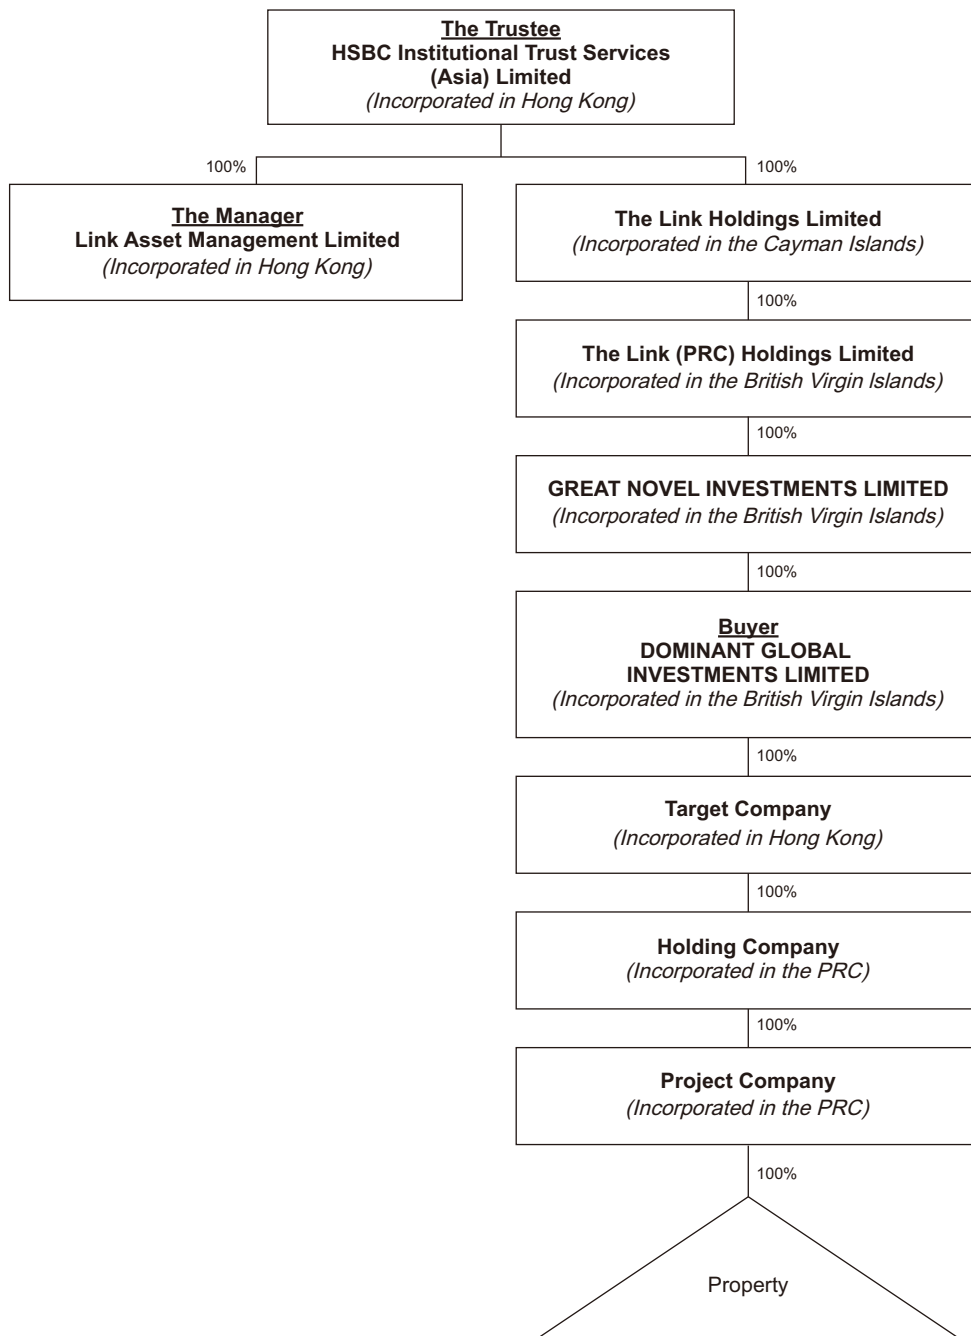 The Trustee
HSBC Institutional Trust Services
(Asia) Limited
(Incorporated in Hong Kong)
100%
100%
The Manager
Link Asset Management Limited
(Incorporated in Hong Kong)
The Link Holdings Limited
(Incorporated in the Cayman Islands)
100%
The Link (PRC) Holdings Limited
(Incorporated in the British Virgin Islands)
100%
GREAT NOVEL INVESTMENTS LIMITED
(Incorporated in the British Virgin Islands)
100%
Buyer
DOMINANT GLOBAL
INVESTMENTS LIMITED
(Incorporated in the British Virgin Islands)
100%
Target Company
(Incorporated in Hong Kong)
100%
Holding Company
(Incorporated in the PRC)
100%
Project Company
(Incorporated in the PRC)
100%
Property